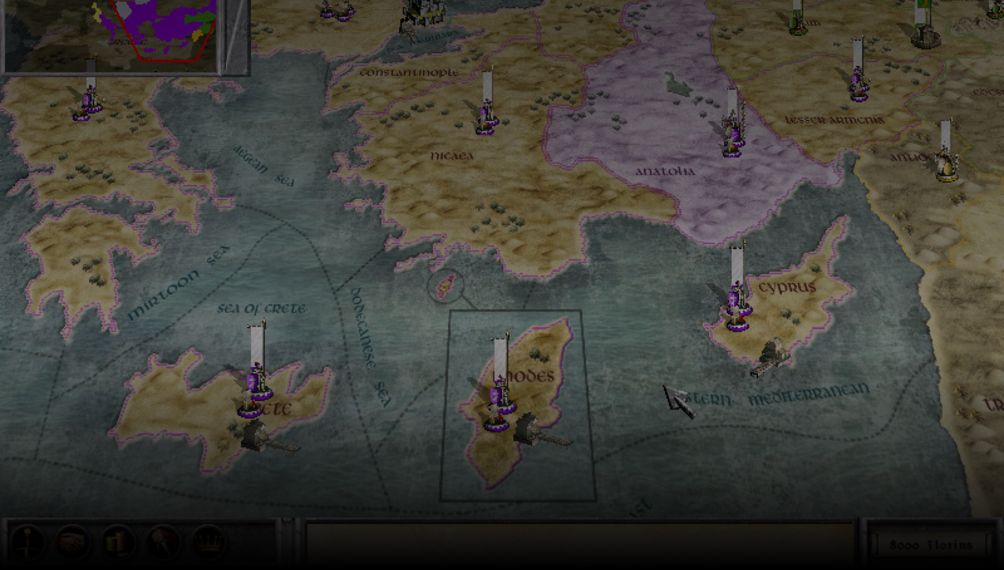 CONSTANTINOPLE
AEGEAN SEA
NICAEA
LESSER ARMENIA
ANATOLIA
MIRTOON SEA
SEA OF CRETE
DODECANESE SEA
CYPRUS
RHODES
MEDITERRANEAN
8000 Florins